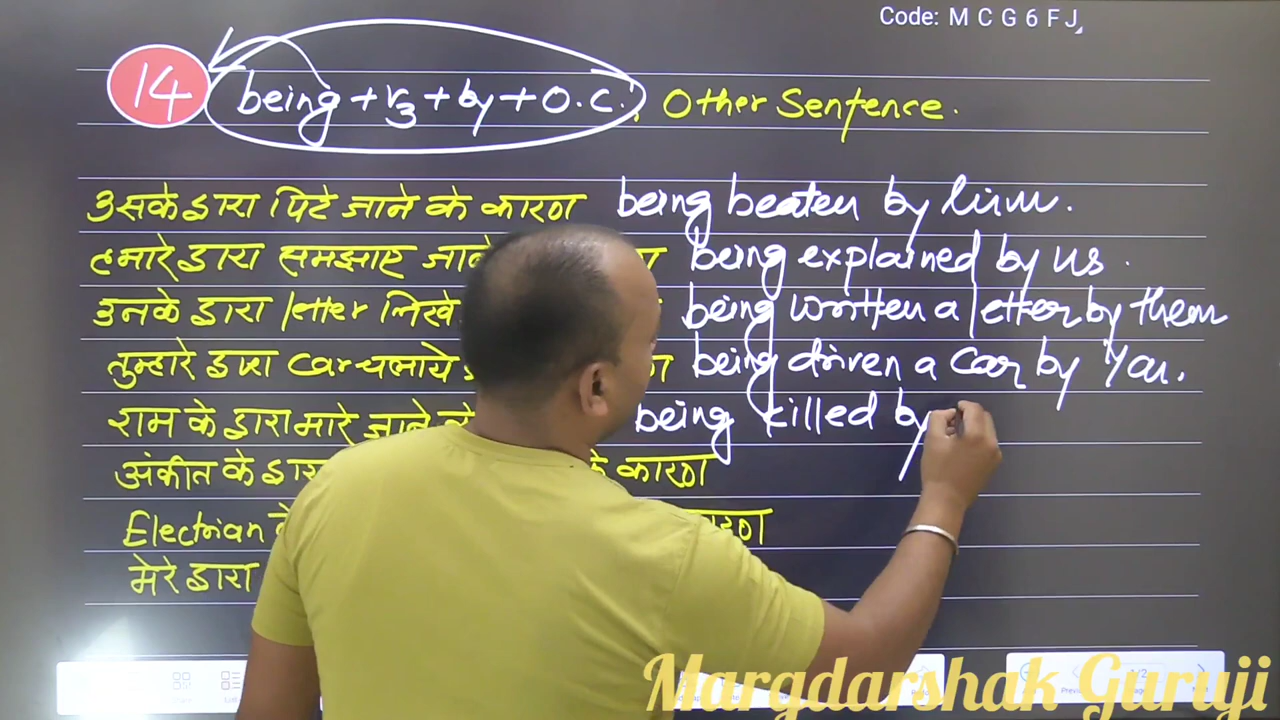 Code: M C G 6 F J
14 being + V3 + by + O.C. : Other Sentence.
उसके द्वारा पिटे जाने के कारण being beaten by him.
हमारे द्वारा समझाए जाने being explained by us.
उनके द्वारा letter लिखे being written a letter by them
तुम्हारे द्वारा car चलाये being driven a car by You.
राम के द्वारा मारे जाने के being killed by
अंकीत के द्वारा के कारण
Electrian के कारण
मेरे द्वारा
Margdarshak Guruji